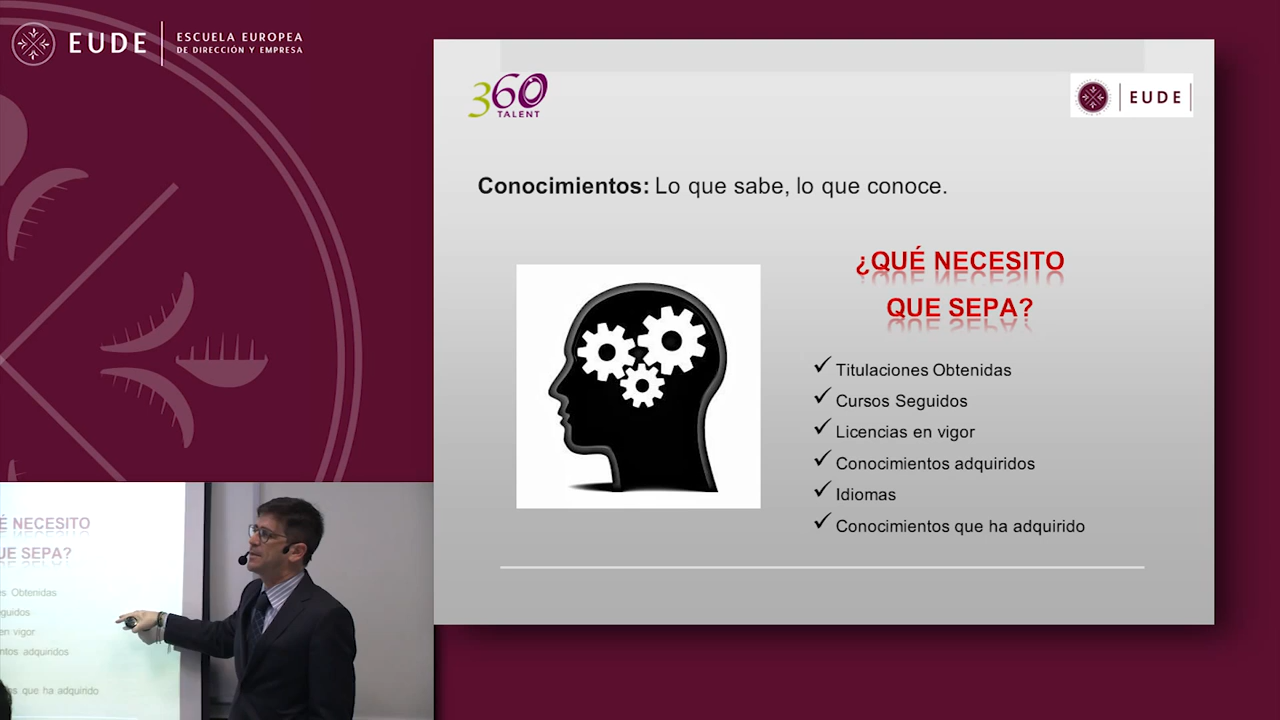 EUDE
ESCUELA EUROPEA
DE DIRECCIÓN Y EMPRESA
360
TALENT
EUDE
Conocimientos: Lo que sabe, lo que conoce.
¿QUÉ NECESITO
QUE SEPA?
✓ Titulaciones Obtenidas
✓ Cursos Seguidos
✓ Licencias en vigor
✓ Conocimientos adquiridos
✓ Idiomas
✓ Conocimientos que ha adquirido
É NECESITO
UE SEPA?
s Obtenidas
guidos
en vigor
ntos adquiridos
s que ha adquirido